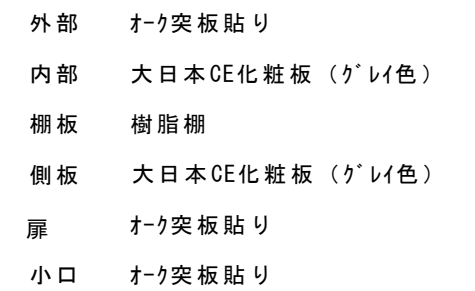 外部　ｵｰｸ突板貼り
内部　大日本CE化粧板（ｸﾞﾚｲ色）
棚板　樹脂棚
側板　大日本CE化粧板（ｸﾞﾚｲ色）
扉　ｵｰｸ突板貼り
小口　ｵｰｸ突板貼り